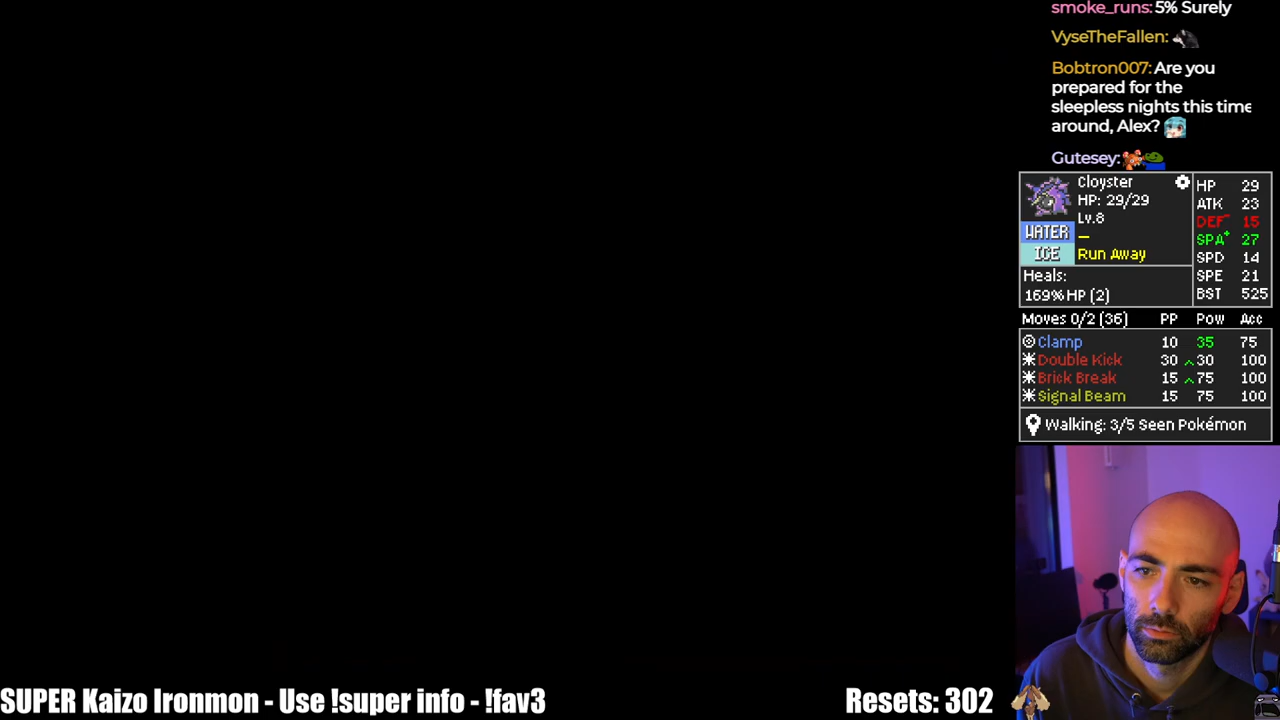 smoke_runs: 5% Surely
VyseTheFallen:
Bobtron007: Are you
prepared for the
sleepless nights this time
around, Alex?
Gutesey:
Cloyster
HP: 29/29
Lv.8
WATER —
ICE Run Away
Heals:
169% HP (2)
HP 29
ATK 23
DEF- 15
SPA+ 27
SPD 14
SPE 21
BST 525
Moves 0/2 (36) PP Pow Acc
Clamp 10 35 75
Double Kick 30 30 100
Brick Break 15 75 100
Signal Beam 15 75 100
Walking: 3/5 Seen Pokémon
SUPER Kaizo Ironmon - Use !super info - !fav3
Resets: 302